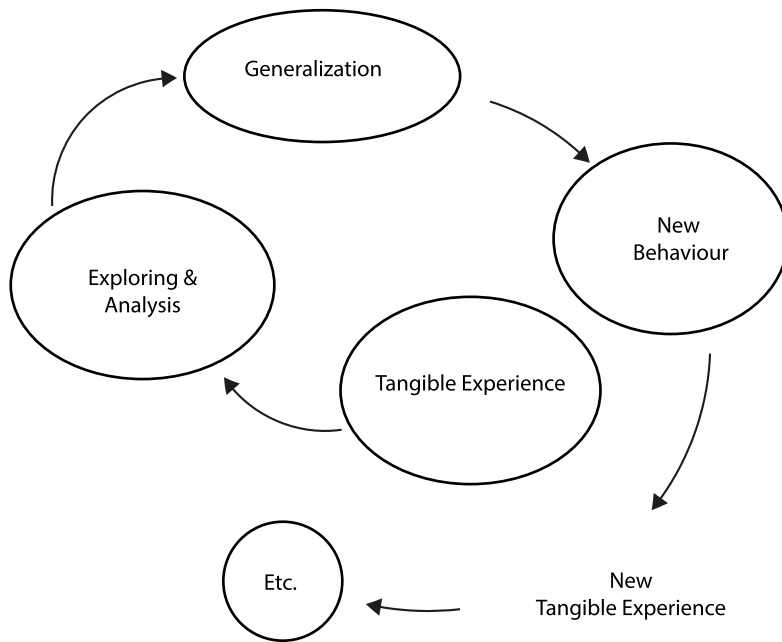 Generalization
New
Behaviour
Exploring &
Analysis
Tangible Experience
Etc.
New
Tangible Experience